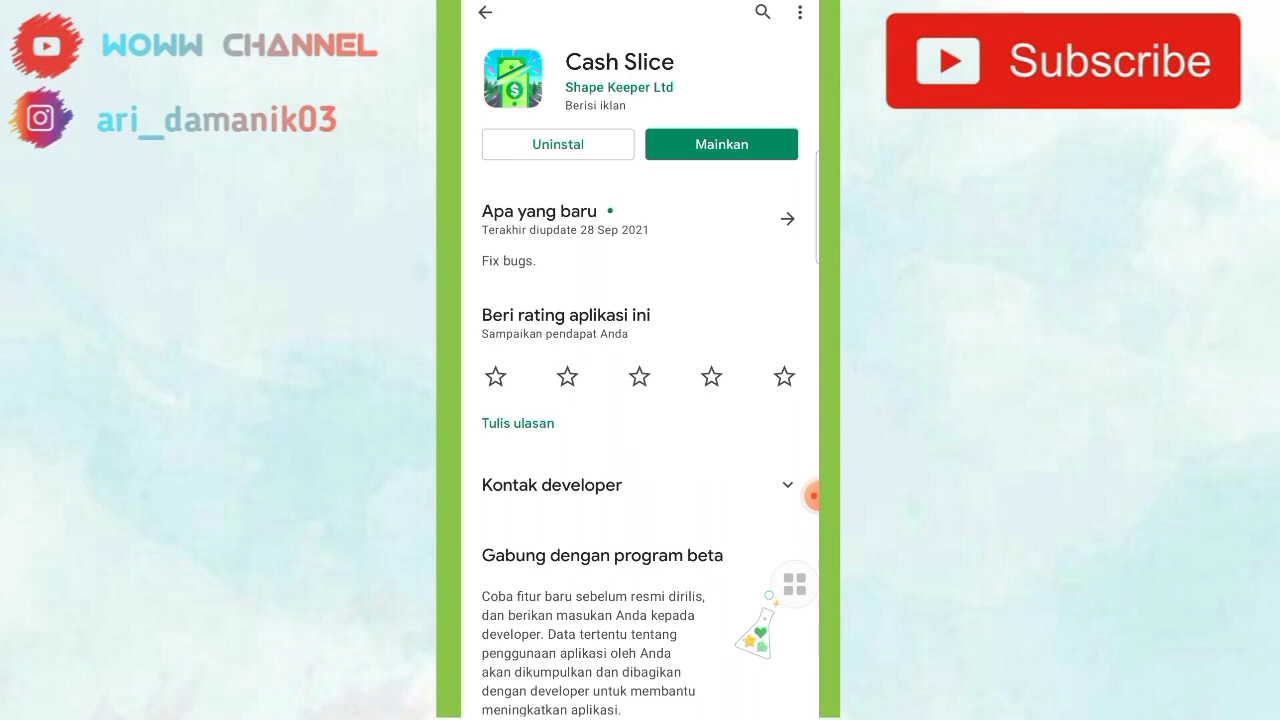 WOWW CHANNEL
ari_damanik03
Subscribe
Cash Slice
Shape Keeper Ltd
Berisi iklan
Uninstal
Mainkan
Apa yang baru
Terakhir diupdate 28 Sep 2021
Fix bugs.
Beri rating aplikasi ini
Sampaikan pendapat Anda
Tulis ulasan
Kontak developer
Gabung dengan program beta
Coba fitur baru sebelum resmi dirilis,
dan berikan masukan Anda kepada
developer. Data tertentu tentang
penggunaan aplikasi oleh Anda
akan dikumpulkan dan dibagikan
dengan developer untuk membantu
meningkatkan aplikasi.